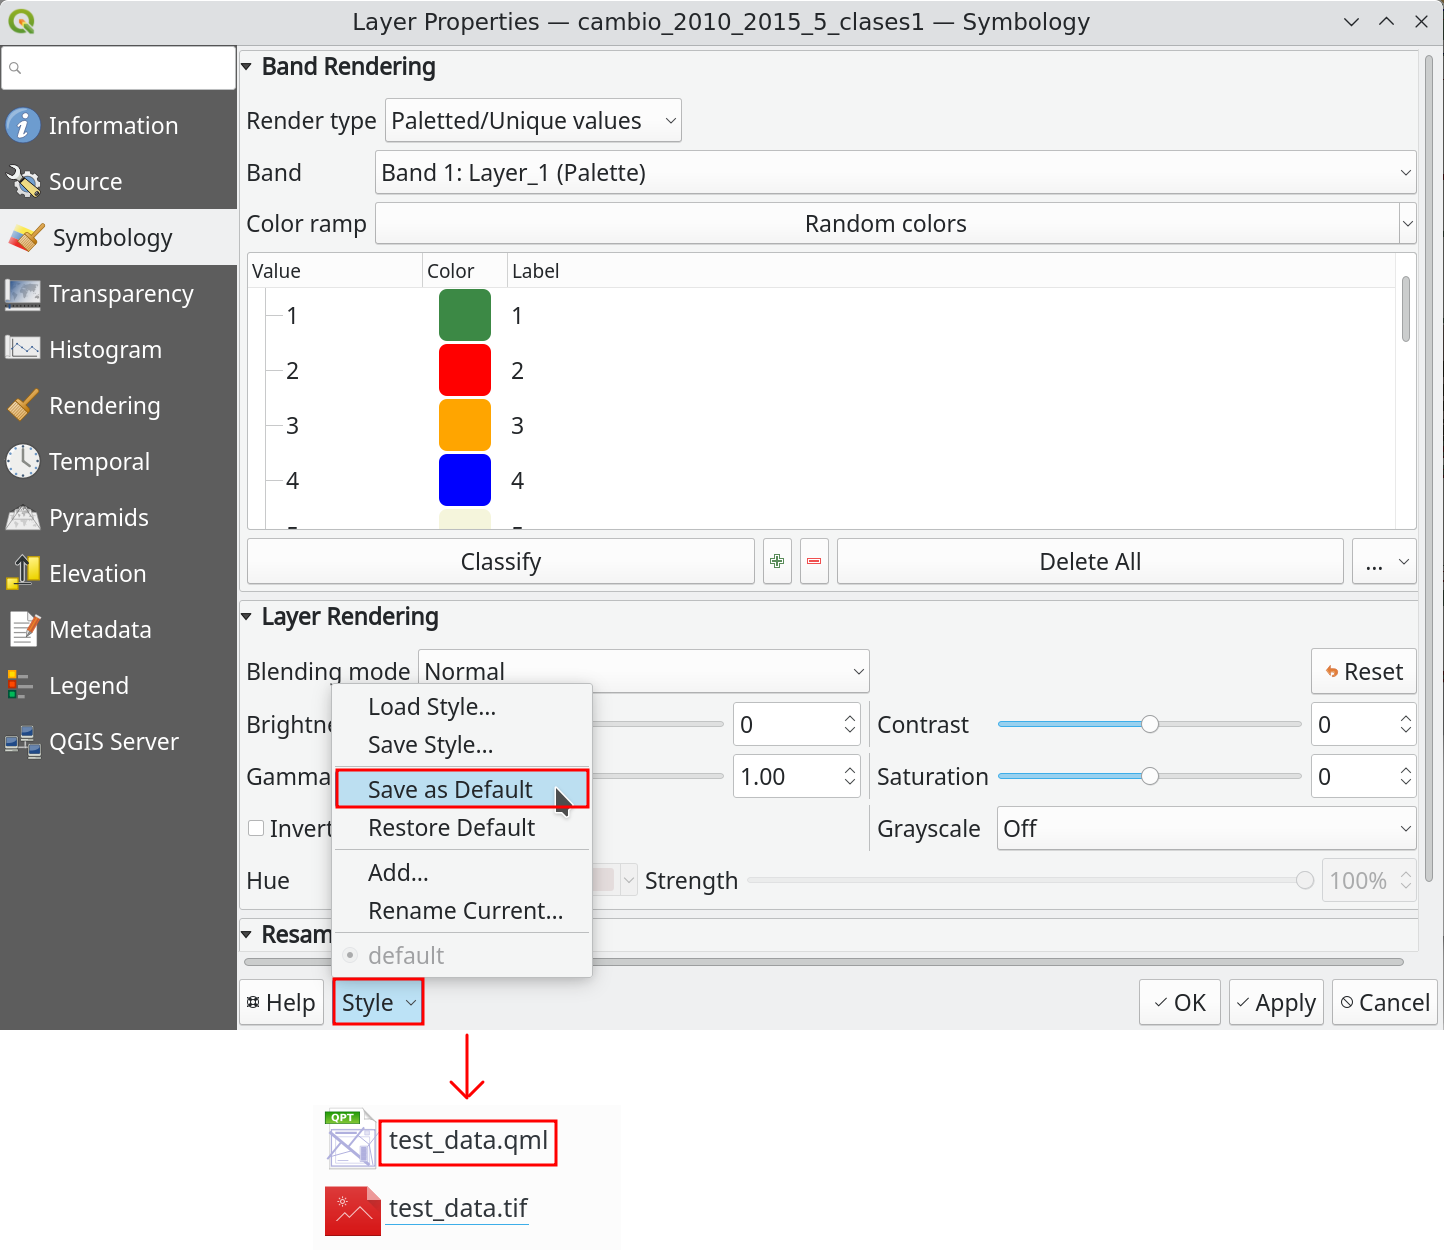 Layer Properties — cambio_2010_2015_5_clases1 — Symbology
Information
Source
Symbology
Transparency
Histogram
Rendering
Temporal
Pyramids
Elevation
Metadata
Legend
QGIS Server
Band Rendering
Render type Paletted/Unique values
Band Band 1: Layer_1 (Palette)
Color ramp Random colors
Value Color Label
1 1
2 2
3 3
4 4
Classify Delete All ...
Layer Rendering
Blending mode Normal Reset
Brightne 0 Contrast 0
Gamma 1.00 Saturation 0
Invert Grayscale Off
Hue Strength 100%
Resam
Load Style...
Save Style...
Save as Default
Restore Default
Add...
Rename Current...
default
Help Style OK Apply Cancel
QPT
test_data.qml
test_data.tif